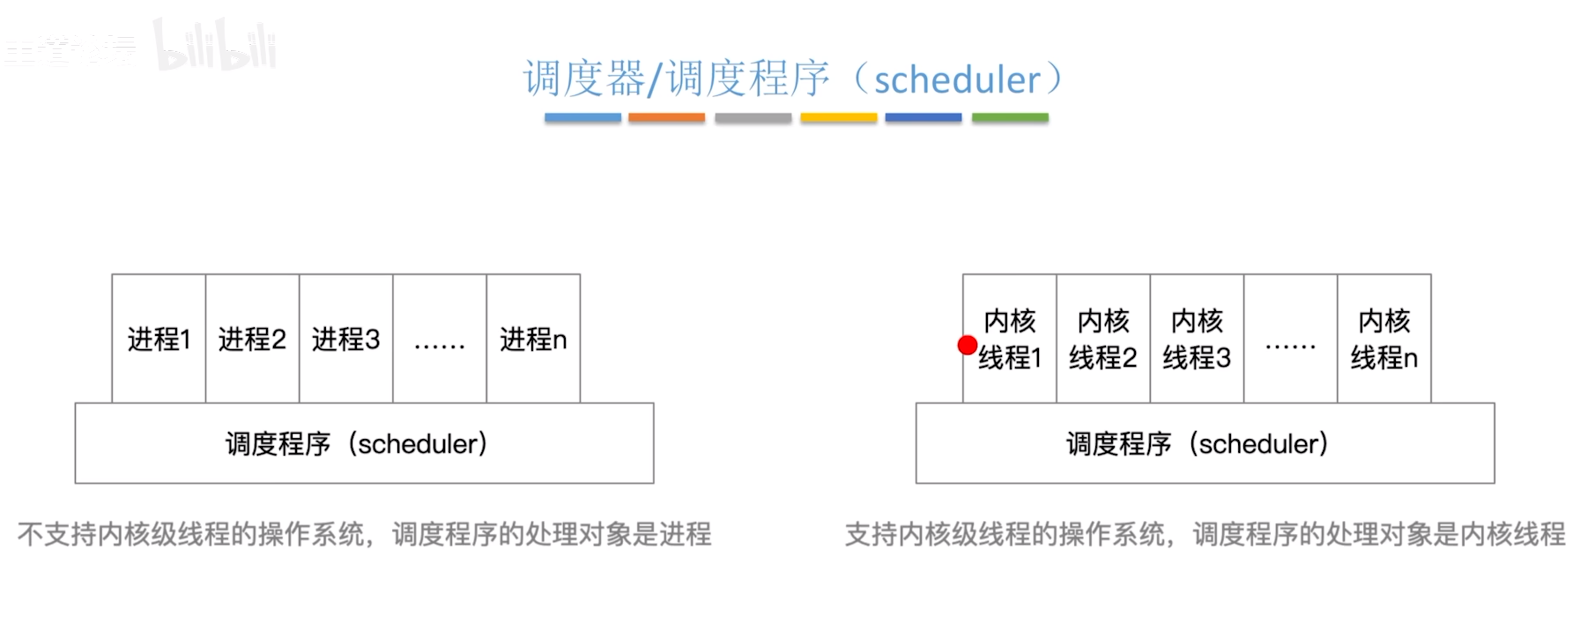 bilibili
调度器/调度程序（scheduler）
进程1 进程2 进程3 …… 进程n
调度程序（scheduler）
不支持内核级线程的操作系统，调度程序的处理对象是进程
内核 内核 内核 内核
线程1 线程2 线程3 …… 线程n
调度程序（scheduler）
支持内核级线程的操作系统，调度程序的处理对象是内核线程